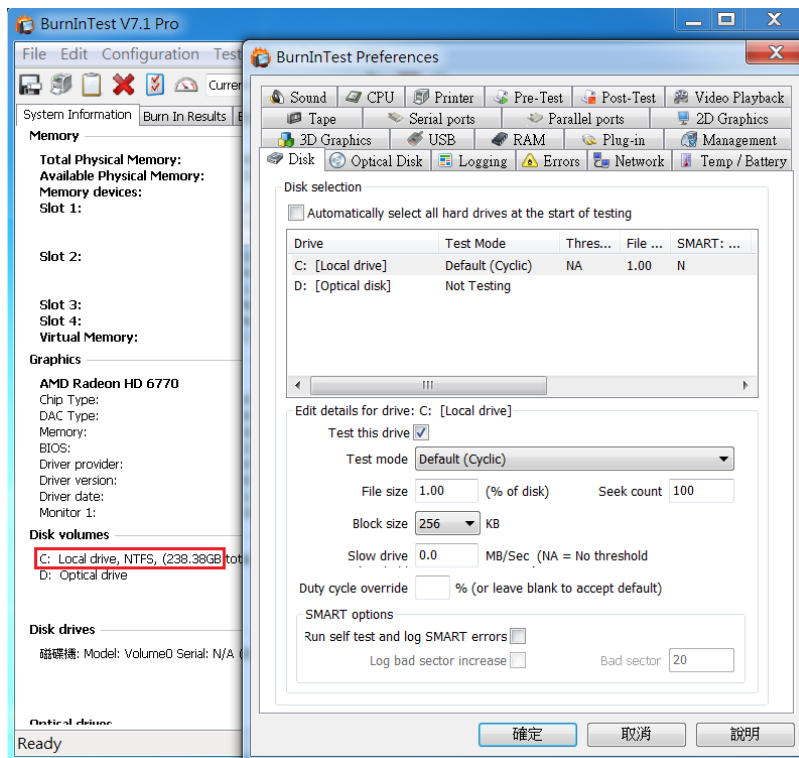 BurnInTest V7.1 Pro
File Edit Configuration Test
System Information Burn In Results
Memory
Total Physical Memory:
Available Physical Memory:
Memory devices:
Slot 1:
Slot 2:
Slot 3:
Slot 4:
Virtual Memory:
Graphics
AMD Radeon HD 6770
Chip Type:
DAC Type:
Memory:
BIOS:
Driver provider:
Driver version:
Driver date:
Monitor 1:
Disk volumes
C: Local drive, NTFS, (238.38GB tot
D: Optical drive
Disk drives
磁碟機: Model: Volume0 Serial: N/A (
Optical drives
Ready
BurnInTest Preferences
Sound CPU Printer Pre-Test Post-Test Video Playback
Tape Serial ports Parallel ports 2D Graphics
3D Graphics USB RAM Plug-in Management
Disk Optical Disk Logging Errors Network Temp / Battery
Disk selection
Automatically select all hard drives at the start of testing
Drive Test Mode Thres... File ... SMART: ...
C: [Local drive] Default (Cyclic) NA 1.00 N
D: [Optical disk] Not Testing
Edit details for drive: C: [Local drive]
Test this drive
Test mode Default (Cyclic)
File size 1.00 (% of disk) Seek count 100
Block size 256 KB
Slow drive 0.0 MB/Sec (NA = No threshold
Duty cycle override % (or leave blank to accept default)
SMART options
Run self test and log SMART errors
Log bad sector increase Bad sector 20
確定 取消 說明